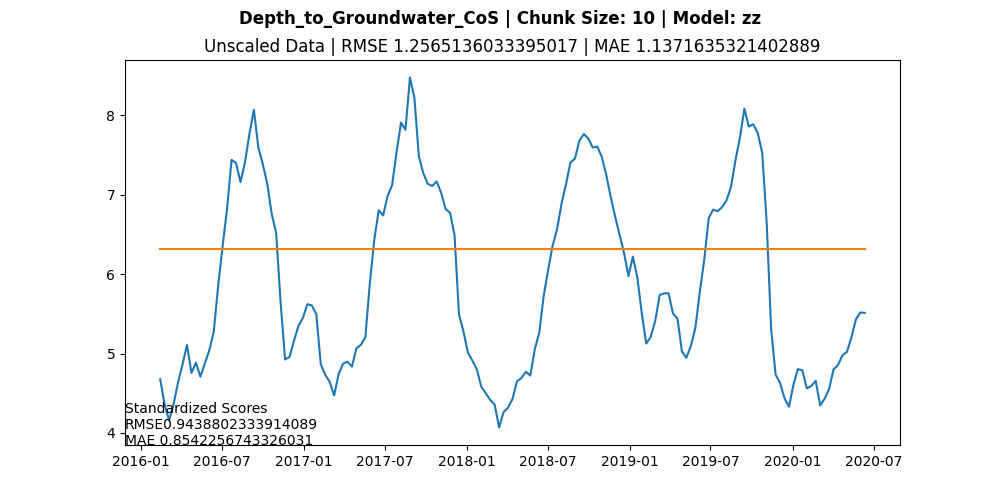 Depth_to_Groundwater_CoS | Chunk Size: 10 | Model: zz
Unscaled Data | RMSE 1.2565136033395017 | MAE 1.1371635321402889
8
7
6
5
4
Standardized Scores
RMSE0.9438802333914089
MAE 0.8542256743326031
2016-01 2016-07 2017-01 2017-07 2018-01 2018-07 2019-01 2019-07 2020-01 2020-07